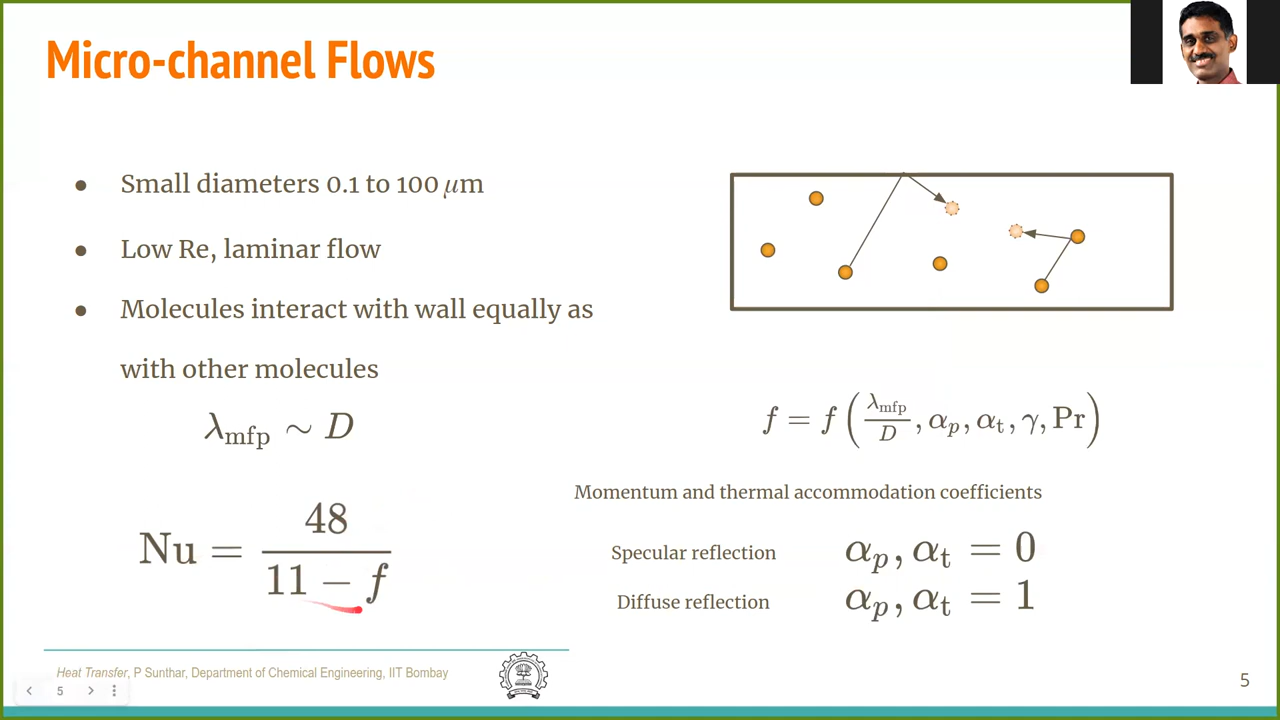 Micro-channel Flows
● Small diameters 0.1 to 100 μm
● Low Re, laminar flow
● Molecules interact with wall equally as
with other molecules
λmfp ∼ D
Nu = 48 / (11 − f)
f = f(λmfp/D, αp, αt, γ, Pr)
Momentum and thermal accommodation coefficients
Specular reflection αp, αt = 0
Diffuse reflection αp, αt = 1
Heat Transfer, P Sunthar, Department of Chemical Engineering, IIT Bombay
5
5